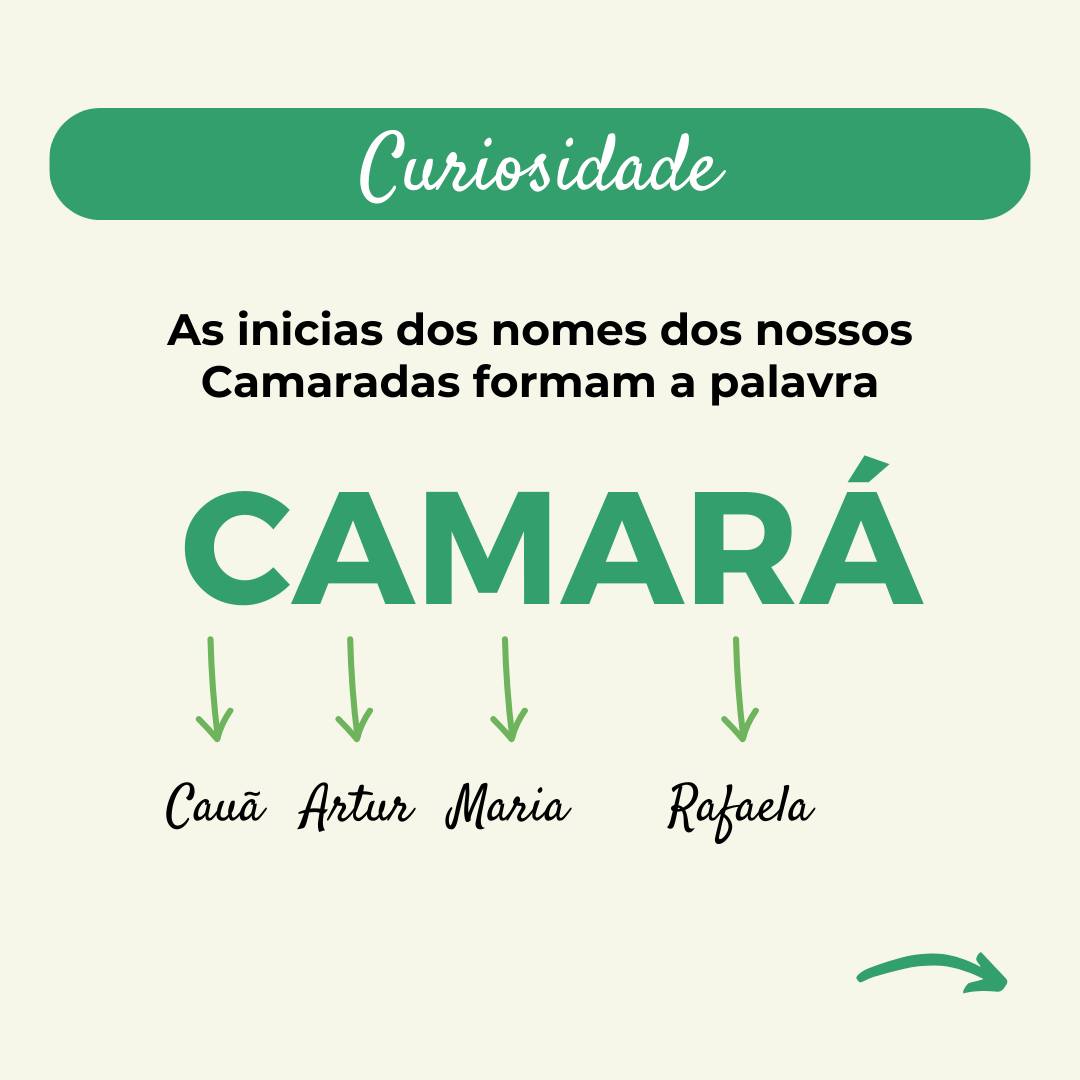 Curiosidade
As inicias dos nomes dos nossos
Camaradas formam a palavra
CAMARÁ
Cauã Artur Maria Rafaela